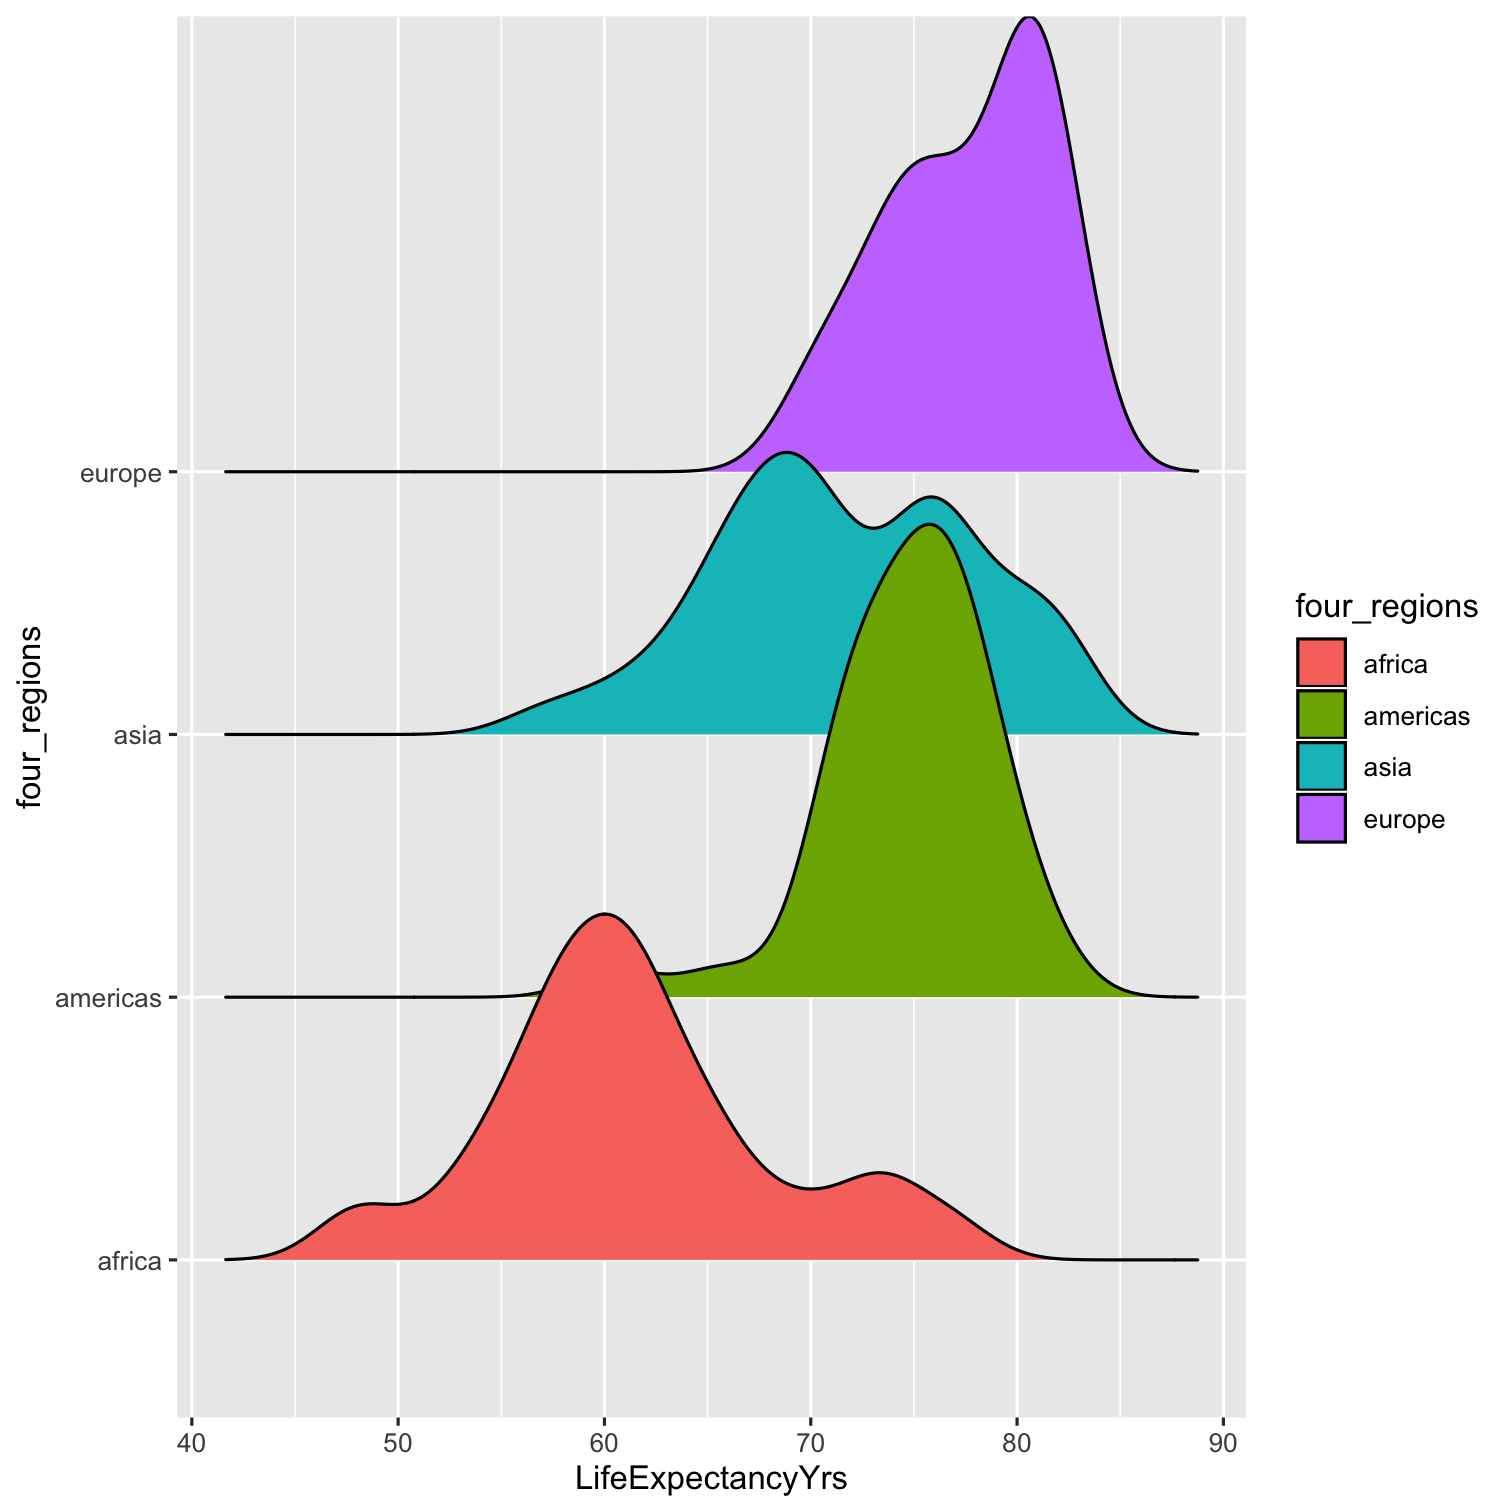 four_regions
europe
asia
americas
africa
40 50 60 70 80 90
LifeExpectancyYrs
four_regions
africa
americas
asia
europe